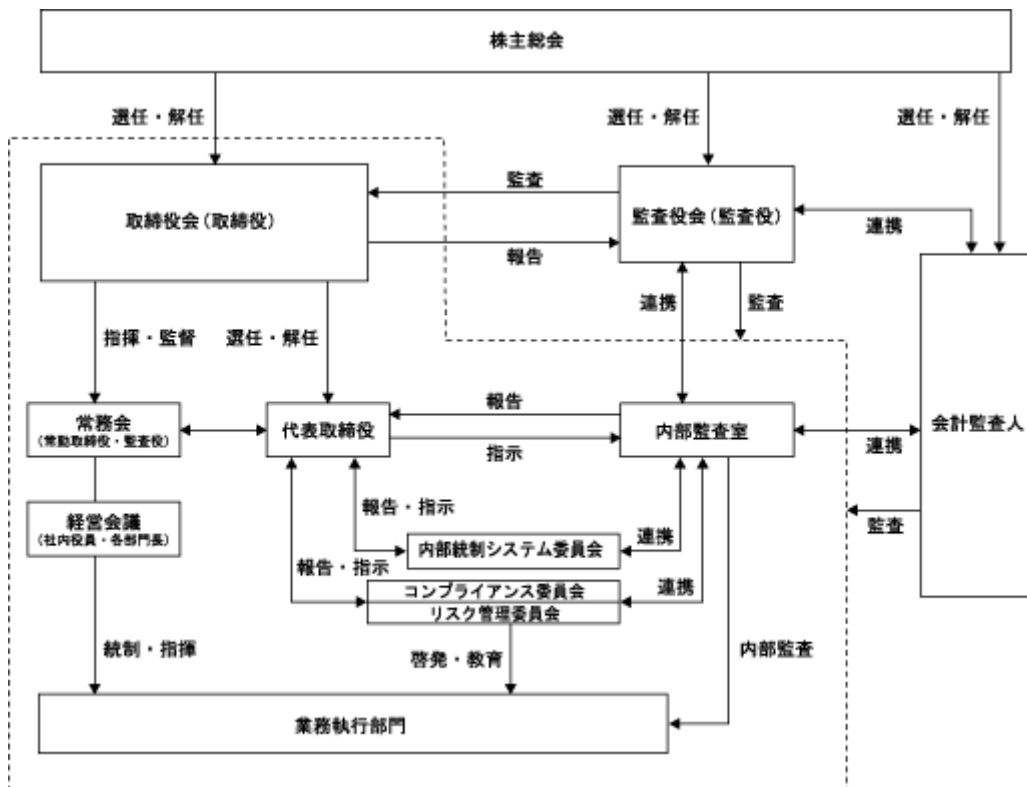 株主総会
選任・解任
選任・解任
選任・解任
取締役会(取締役)
監査
報告
監査役会(監査役)
連携
連携
監査
指揮・監督
選任・解任
常務会
(常勤取締役・監査役)
代表取締役
報告
指示
内部監査室
連携
会計監査人
監査
経営会議
(社内役員・各部門長)
報告・指示
内部統制システム委員会
連携
報告・指示
コンプライアンス委員会
リスク管理委員会
連携
統制・指揮
啓発・教育
内部監査
業務執行部門